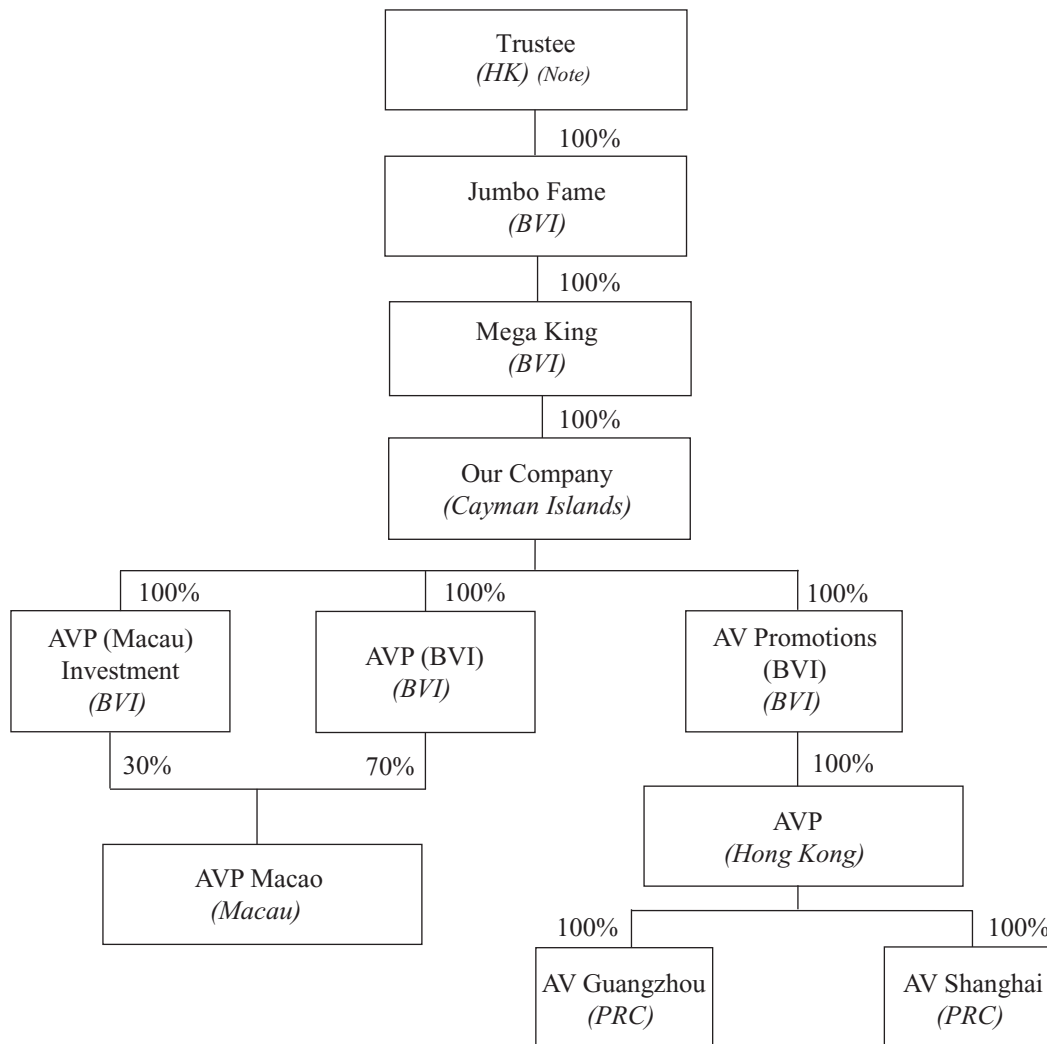 Trustee
(HK) (Note)
100%
Jumbo Fame
(BVI)
100%
Mega King
(BVI)
100%
Our Company
(Cayman Islands)
100%
100%
100%
AVP (Macau)
Investment
(BVI)
AVP (BVI)
(BVI)
AV Promotions
(BVI)
(BVI)
30%
70%
100%
AVP
(Hong Kong)
AVP Macao
(Macau)
100%
100%
AV Guangzhou
(PRC)
AV Shanghai
(PRC)